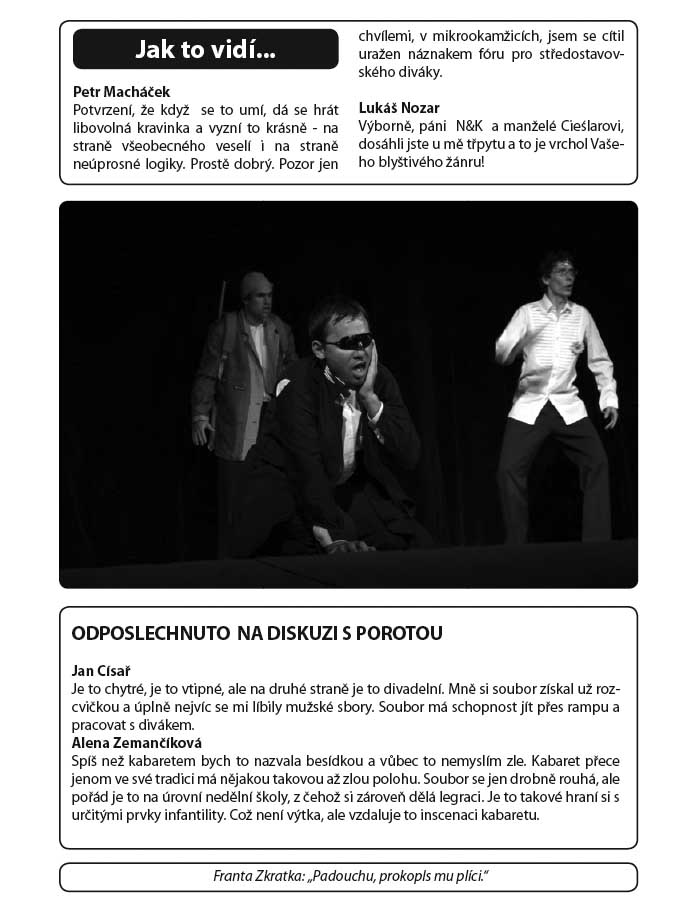 Jak to vidí...
Petr Macháček
Potvrzení, že když se to umí, dá se hrát
libovolná kravinka a vyzní to krásně - na
straně všeobecného veselí i na straně
neúprosné logiky. Prostě dobrý. Pozor jen
chvílemi, v mikrookamžicích, jsem se cítil
uražen náznakem fóru pro středostavov-
ského diváky.
Lukáš Nozar
Výborně, páni N&K a manželé Cieślarovi,
dosáhli jste u mě třpytu a to je vrchol Vaše-
ho blyštivého žánru!
ODPOSLECHNUTO NA DISKUZI S POROTOU
Jan Císař
Je to chytré, je to vtipné, ale na druhé straně je to divadelní. Mně si soubor získal už roz-
cvičkou a úplně nejvíc se mi líbily mužské sbory. Soubor má schopnost jít přes rampu a
pracovat s divákem.
Alena Zemančíková
Spíš než kabaretem bych to nazvala besídkou a vůbec to nemyslím zle. Kabaret přece
jenom ve své tradici má nějakou takovou až zlou polohu. Soubor se jen drobně rouhá, ale
pořád je to na úrovní nedělní školy, z čehož si zároveň dělá legraci. Je to takové hraní si s
určitými prvky infantility. Což není výtka, ale vzdaluje to inscenaci kabaretu.
Franta Zkratka: „Padouchu, prokopls mu plíci.“